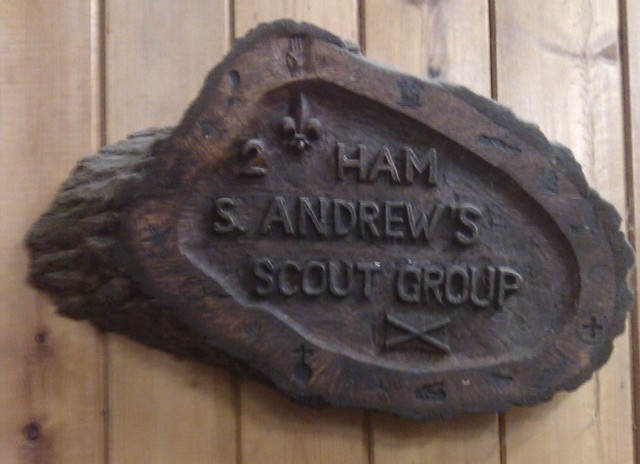 2 HAM
S. ANDREW'S
SCOUT GROUP